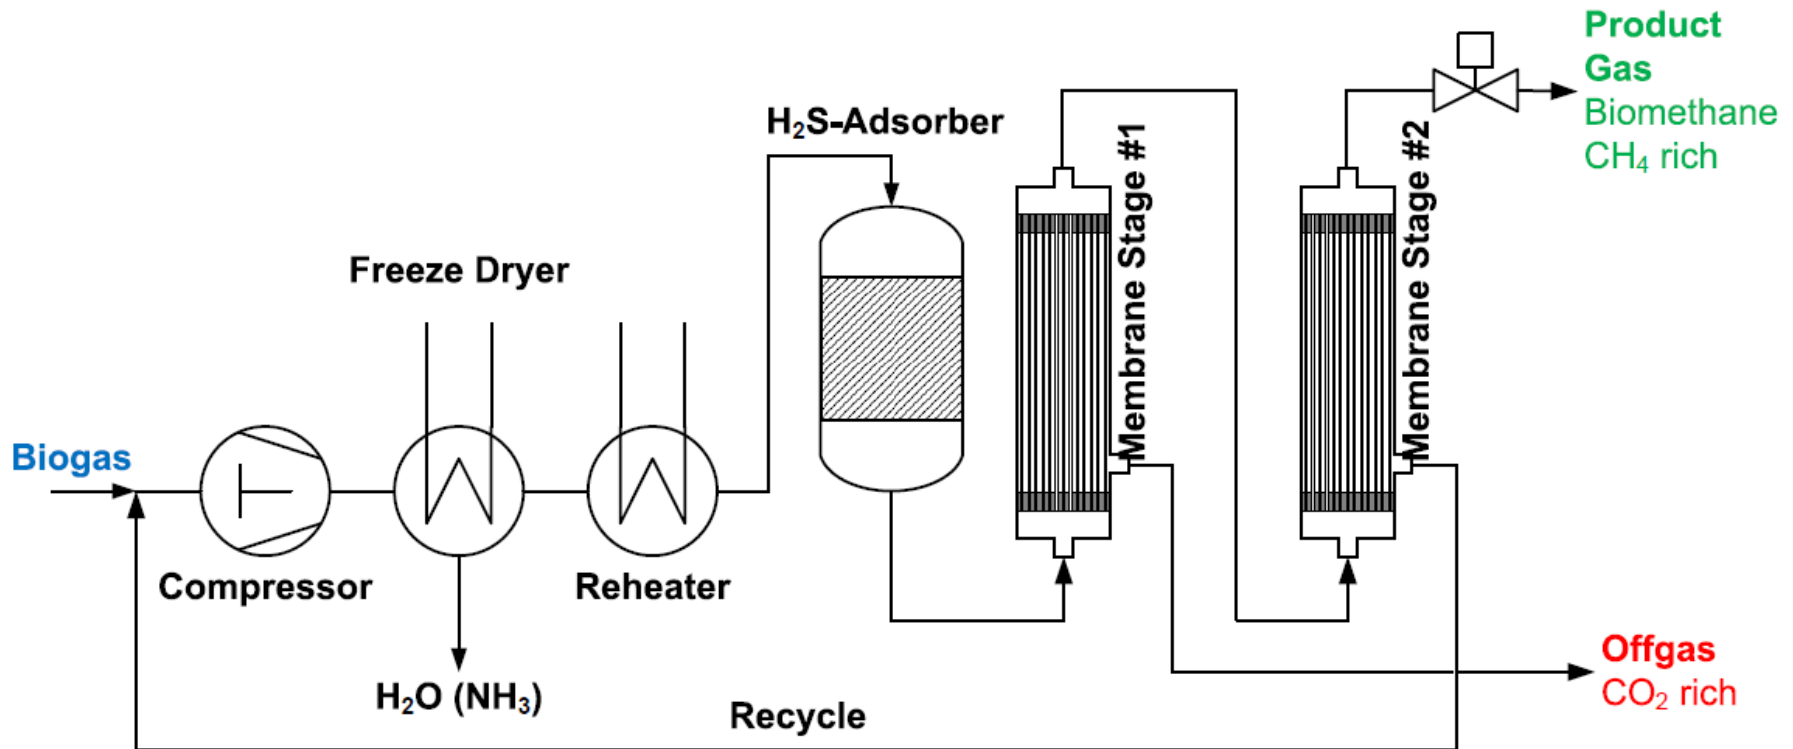 Product
Gas
Biomethane
CH₄ rich
H₂S-Adsorber
Membrane Stage #1
Membrane Stage #2
Freeze Dryer
Biogas
Compressor
Reheater
H₂O (NH₃)
Recycle
Offgas
CO₂ rich